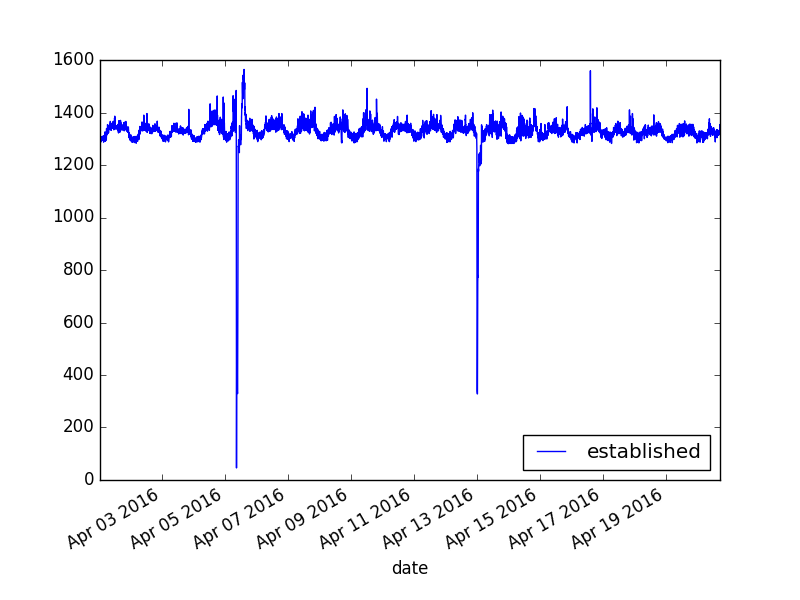 1600
1400
1200
1000
800
600
400
200
0
established
Apr 03 2016
Apr 05 2016
Apr 07 2016
Apr 09 2016
Apr 11 2016
Apr 13 2016
Apr 15 2016
Apr 17 2016
Apr 19 2016
date